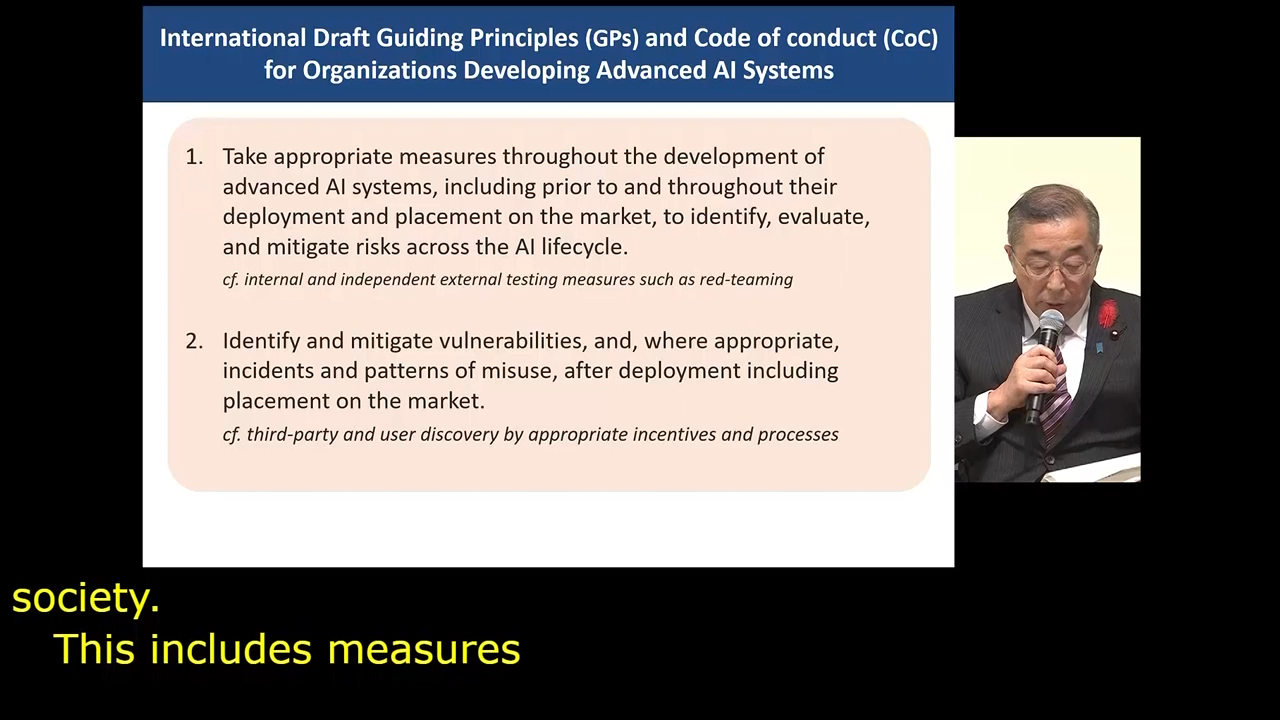 International Draft Guiding Principles (GPs) and Code of conduct (CoC)
for Organizations Developing Advanced AI Systems
1. Take appropriate measures throughout the development of
advanced AI systems, including prior to and throughout their
deployment and placement on the market, to identify, evaluate,
and mitigate risks across the AI lifecycle.
cf. internal and independent external testing measures such as red-teaming
2. Identify and mitigate vulnerabilities, and, where appropriate,
incidents and patterns of misuse, after deployment including
placement on the market.
cf. third-party and user discovery by appropriate incentives and processes
society.
This includes measures